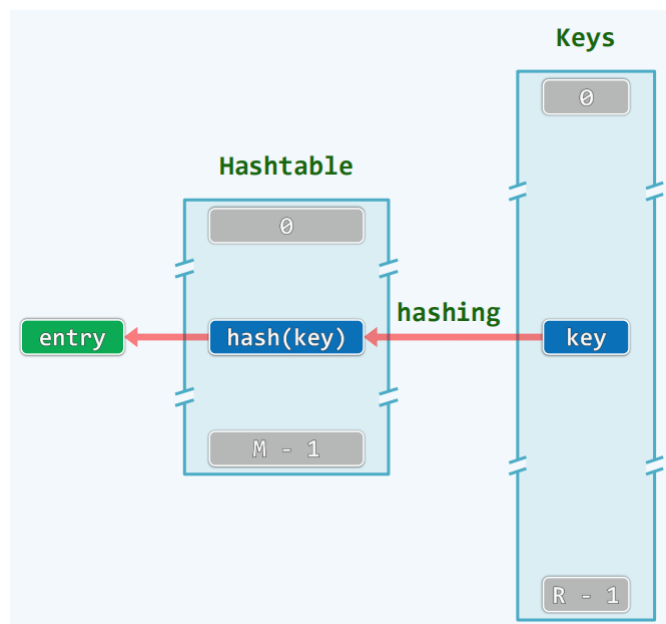 Keys
0
Hashtable
0
hashing
entry
hash(key)
key
M - 1
R - 1